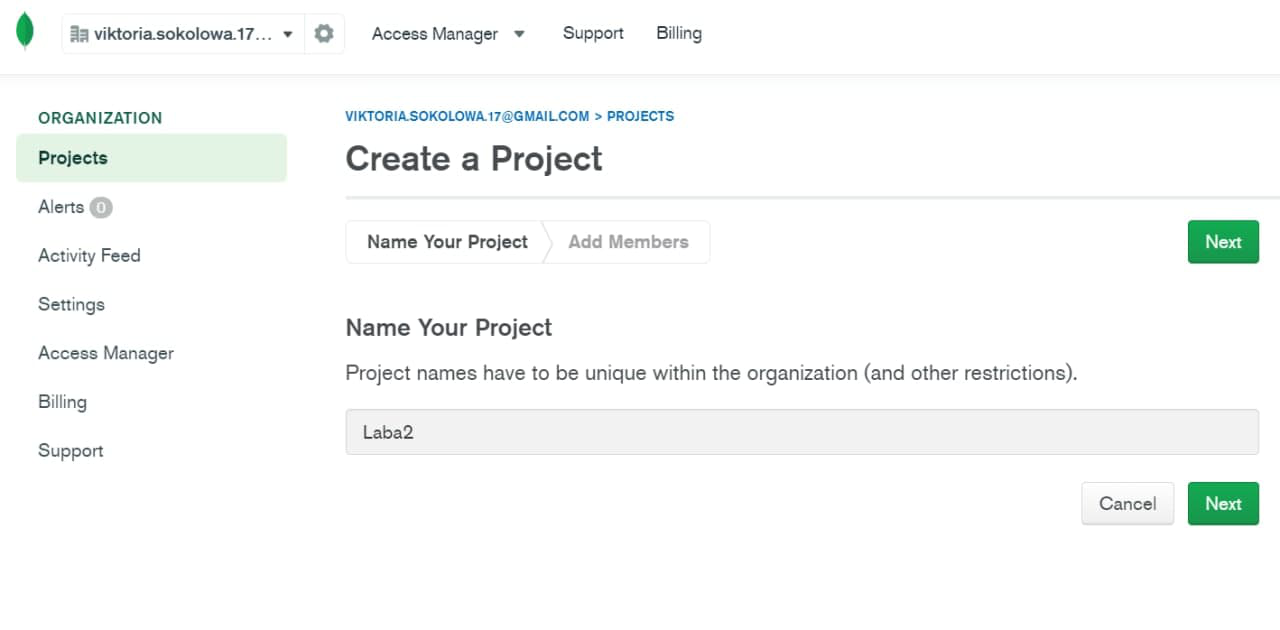 viktoria.sokolowa.17... Access Manager Support Billing
ORGANIZATION
Projects
Alerts 0
Activity Feed
Settings
Access Manager
Billing
Support
VIKTORIA.SOKOLOWA.17@GMAIL.COM > PROJECTS
Create a Project
Name Your Project Add Members Next
Name Your Project
Project names have to be unique within the organization (and other restrictions).
Laba2
Cancel Next